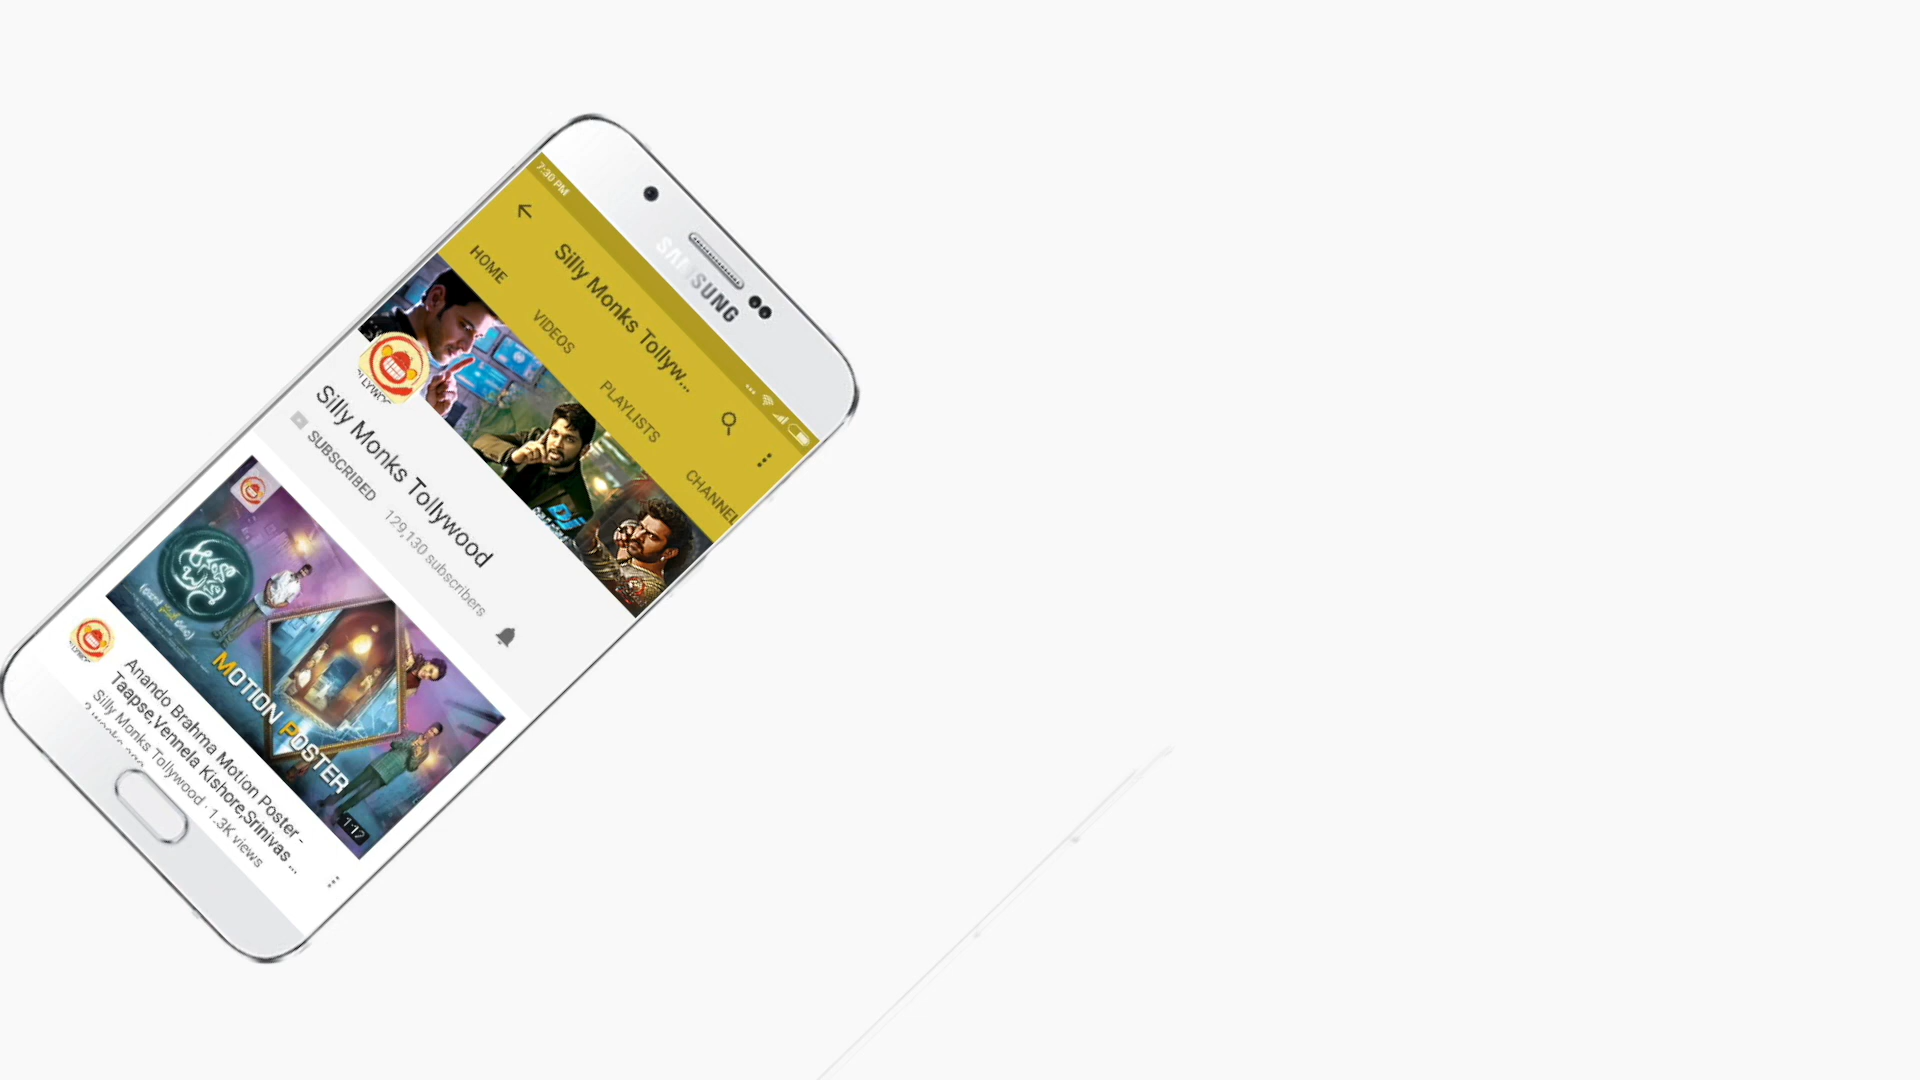 SAMSUNG
7:30 PM
Silly Monks Tollyw...
HOME
VIDEOS
PLAYLISTS
CHANNEL
DJ
Silly Monks Tollywood
SUBSCRIBED
129,130 subscribers
MOTION POSTER
1:12
Anando Brahma Motion Poster -
Taapse,Vennela Kishore,Srinivas ...
Silly Monks Tollywood · 1.3K views